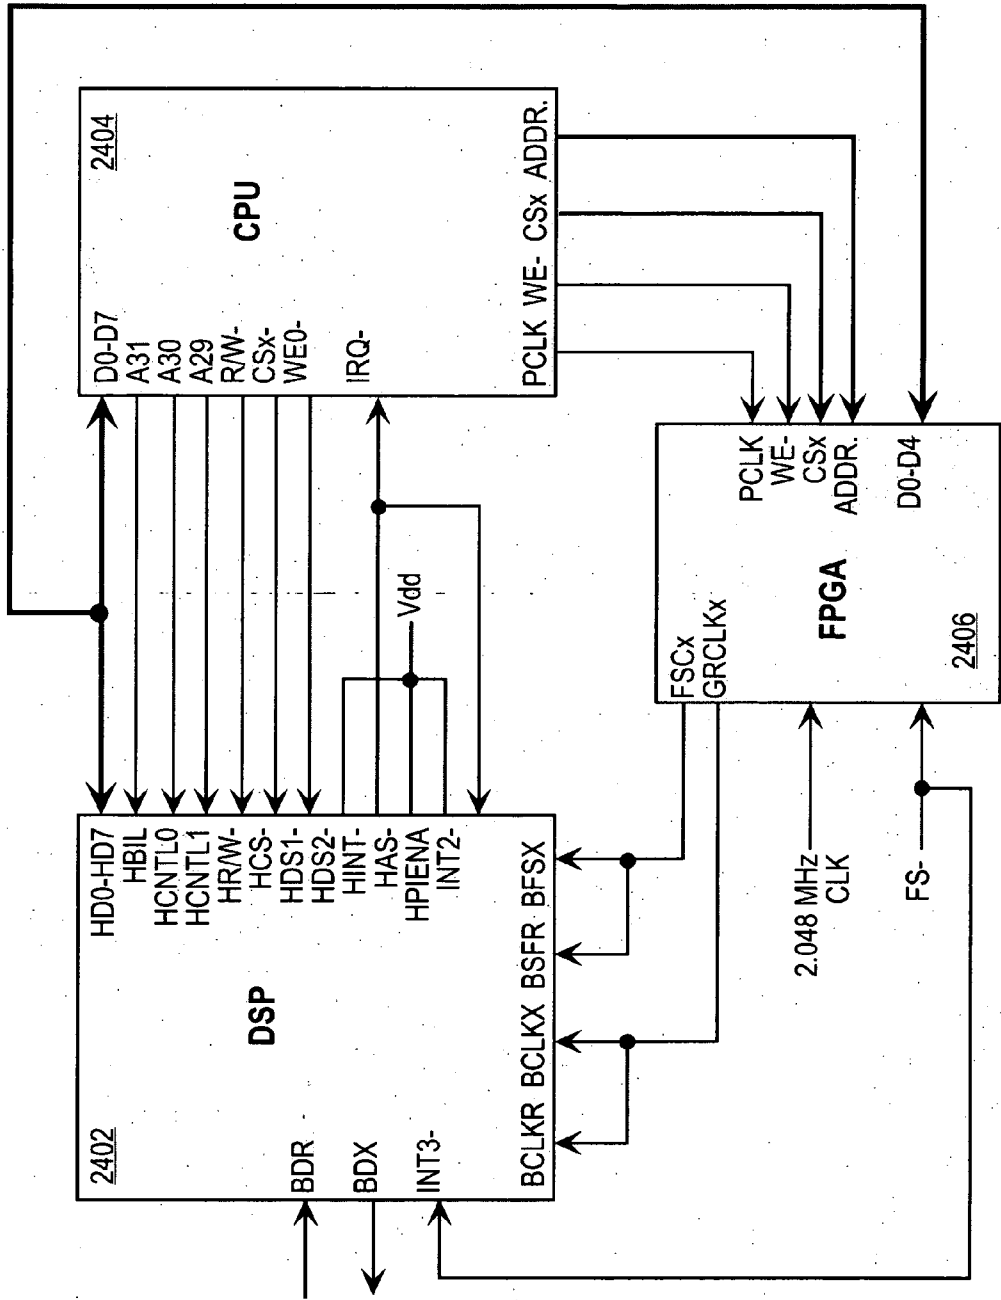 2402
DSP
BDR
BDX
INT3-
HD0-HD7
HBIL
HCNTL0
HCNTL1
HR/W-
HCS-
HDS1-
HDS2-
HINT-
HAS-
HPIENA
INT2-
BCLKR
BCLKX
BSFR
BFSX
Vdd
2404
CPU
D0-D7
A31
A30
A29
R/W-
CSx-
WE0-
IRQ-
PCLK
WE-
CSx
ADDR.
2406
FPGA
FSCx
GRCLKx
PCLK
WE-
CSx
ADDR.
D0-D4
2.048 MHz
CLK
FS-